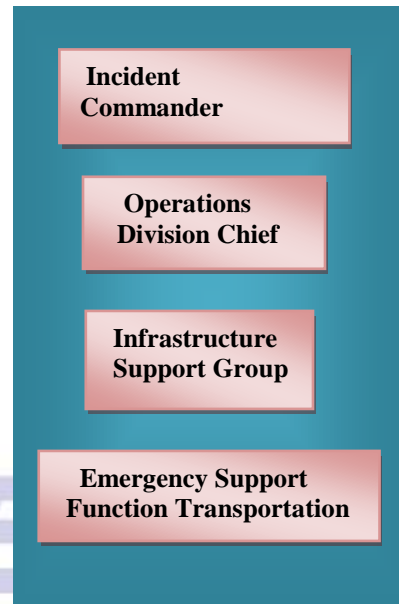 Incident
Commander
Operations
Division Chief
Infrastructure
Support Group
Emergency Support
Function Transportation